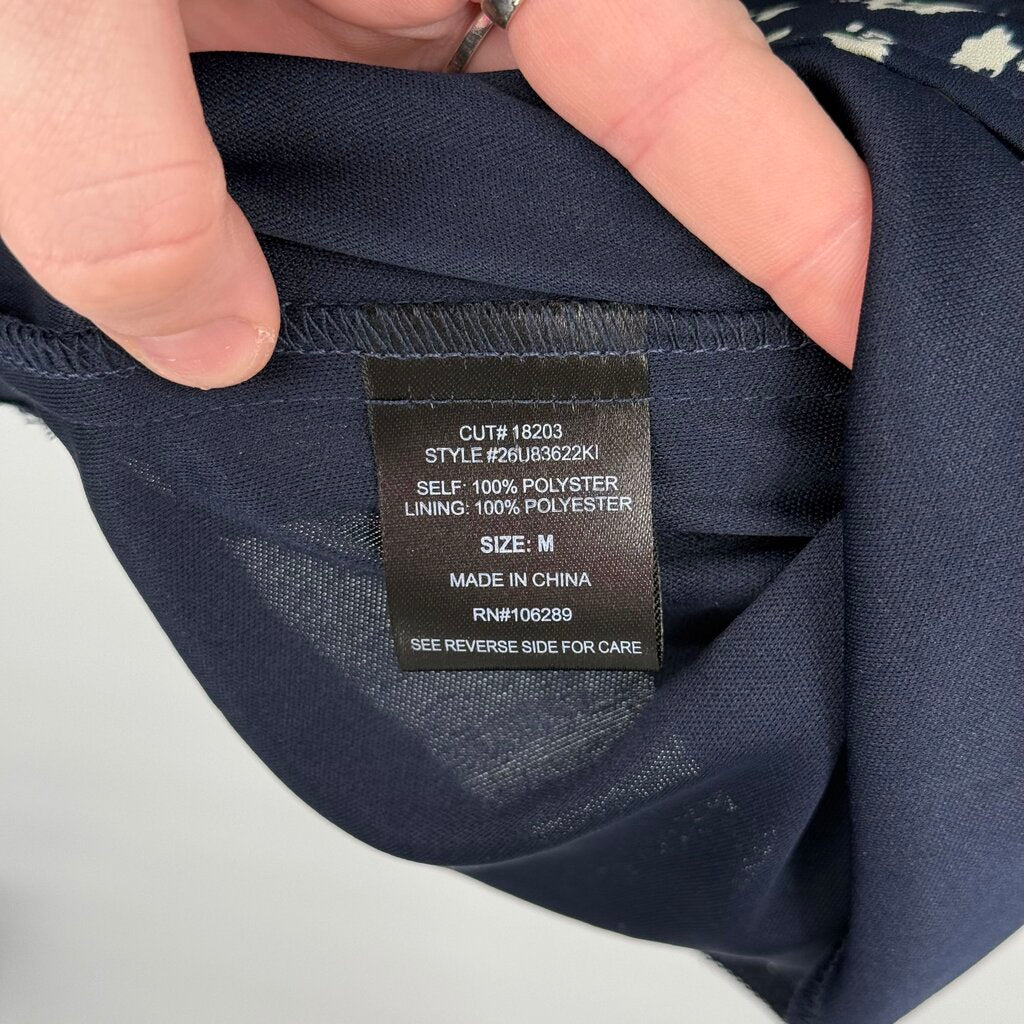 CUT# 18203
STYLE #26U83622KI
SELF: 100% POLYSTER
LINING: 100% POLYESTER
SIZE: M
MADE IN CHINA
RN#106289
SEE REVERSE SIDE FOR CARE